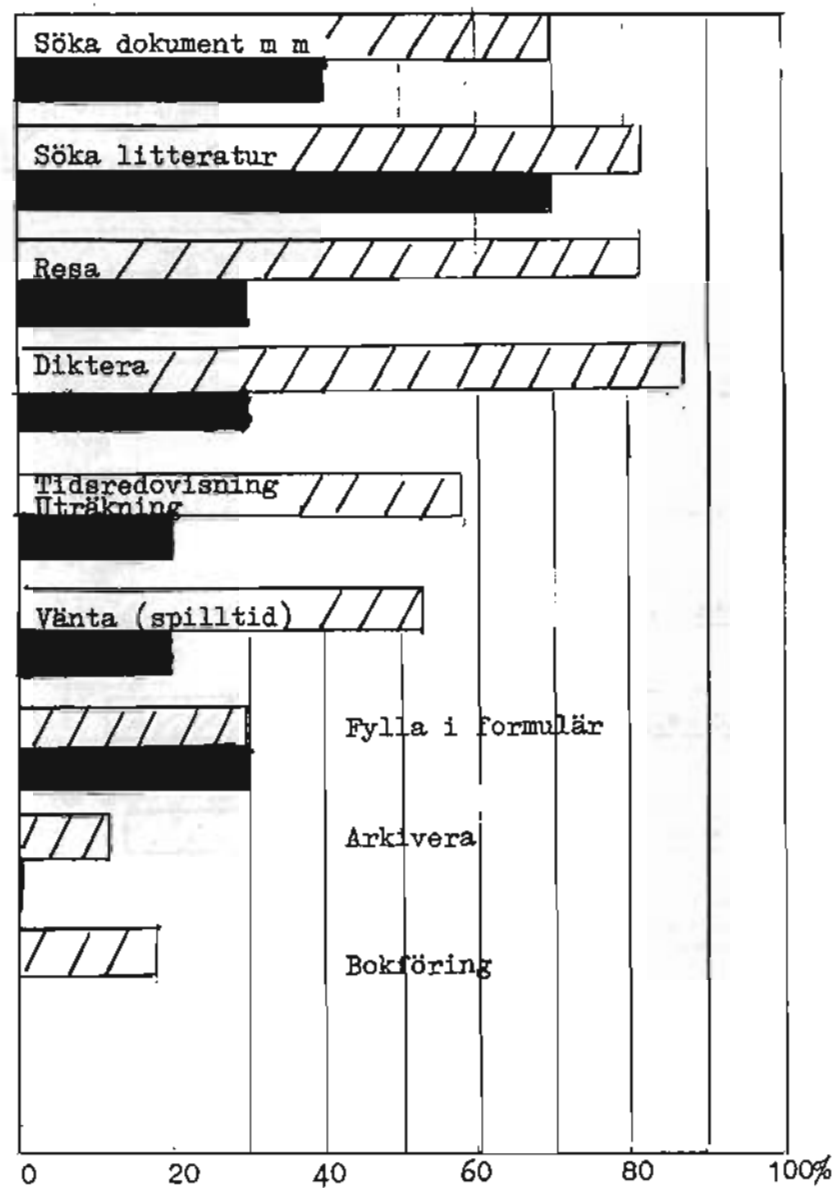 Söka dokument m m
Söka litteratur
Resa
Diktera
Tidsredovisning
Uträkning
Vänta (spilltid)
Fylla i formulär
Arkivera
Bokföring
0 20 40 60 80 100%